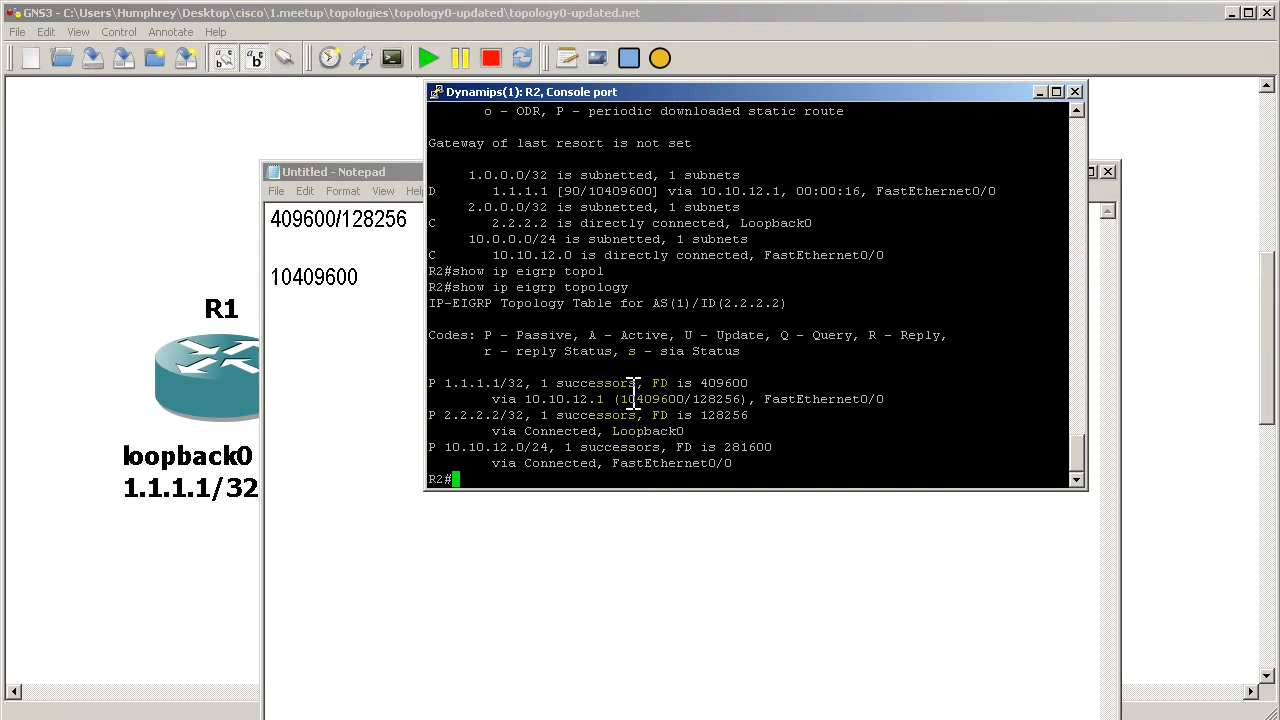 GNS3 - C:\Users\Humphrey\Desktop\cisco\1.meetup\topologies\topology0-updated\topology0-updated.net
File Edit View Control Annotate Help
Dynamips(1): R2, Console port
o - ODR, P - periodic downloaded static route
Gateway of last resort is not set
1.0.0.0/32 is subnetted, 1 subnets
D 1.1.1.1 [90/10409600] via 10.10.12.1, 00:00:16, FastEthernet0/0
2.0.0.0/32 is subnetted, 1 subnets
C 2.2.2.2 is directly connected, Loopback0
10.0.0.0/24 is subnetted, 1 subnets
C 10.10.12.0 is directly connected, FastEthernet0/0
R2#show ip eigrp topol
R2#show ip eigrp topology
IP-EIGRP Topology Table for AS(1)/ID(2.2.2.2)
Codes: P - Passive, A - Active, U - Update, Q - Query, R - Reply,
r - reply Status, s - sia Status
P 1.1.1.1/32, 1 successors, FD is 409600
via 10.10.12.1 (10409600/128256), FastEthernet0/0
P 2.2.2.2/32, 1 successors, FD is 128256
via Connected, Loopback0
P 10.10.12.0/24, 1 successors, FD is 281600
via Connected, FastEthernet0/0
R2#
Untitled - Notepad
File Edit Format View Help
409600/128256
10409600
R1
loopback0
1.1.1.1/32